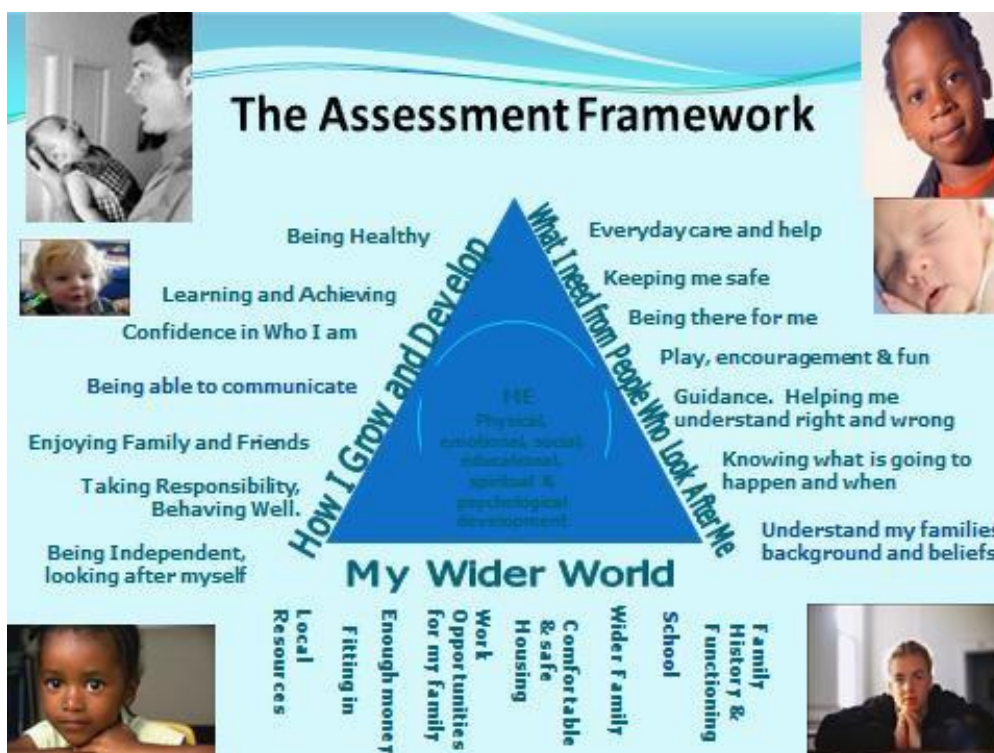 The Assessment Framework
Being Healthy
Learning and Achieving
Confidence in Who I am
Being able to communicate
Enjoying Family and Friends
Taking Responsibility,
Behaving Well.
Being Independent,
looking after myself
How I Grow and Develop
What I need from People Who Look After Me
Everyday care and help
Keeping me safe
Being there for me
Play, encouragement & fun
Guidance. Helping me
understand right and wrong
Knowing what is going to
happen and when
Understand my families
background and beliefs
ME
Physical,
emotional, social,
educational,
spiritual &
psychological
development
My Wider World
Local
Resources
Fitting in
Enough money
Work
Opportunities
for my family
Comfortable
& safe
Housing
Wider Family
School
Family
History &
Functioning